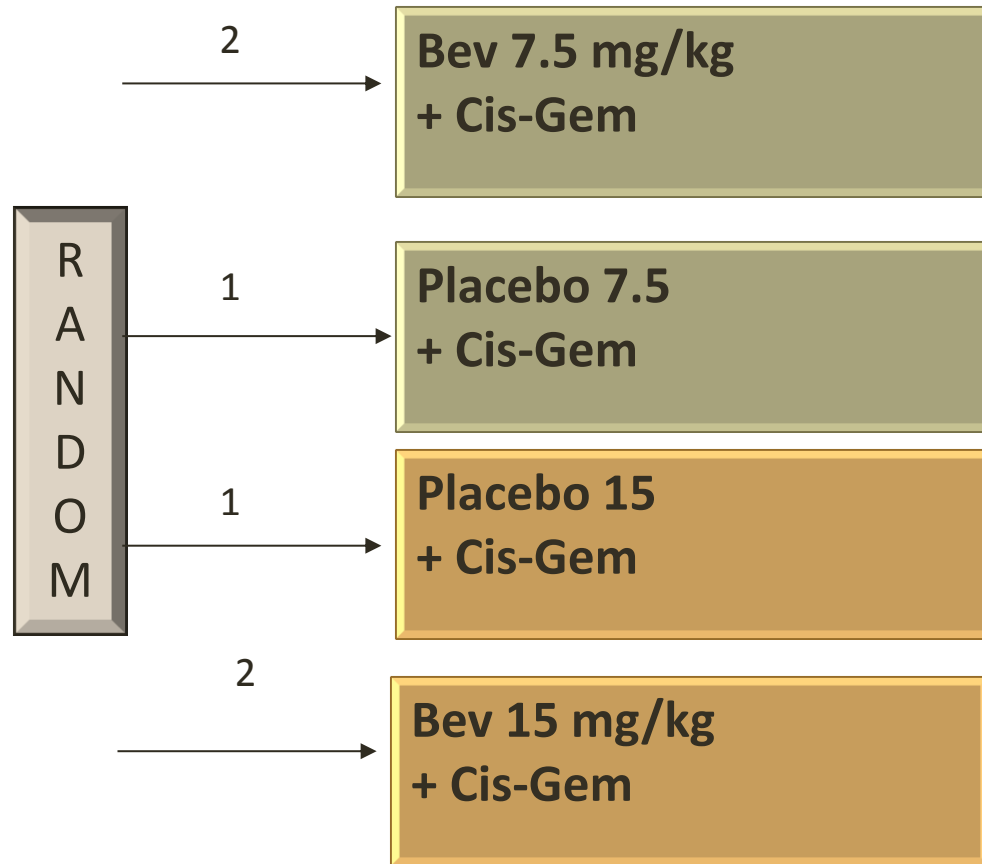 2
Bev 7.5 mg/kg
+ Cis-Gem
R
A
N
D
O
M
1
Placebo 7.5
+ Cis-Gem
1
Placebo 15
+ Cis-Gem
2
Bev 15 mg/kg
+ Cis-Gem